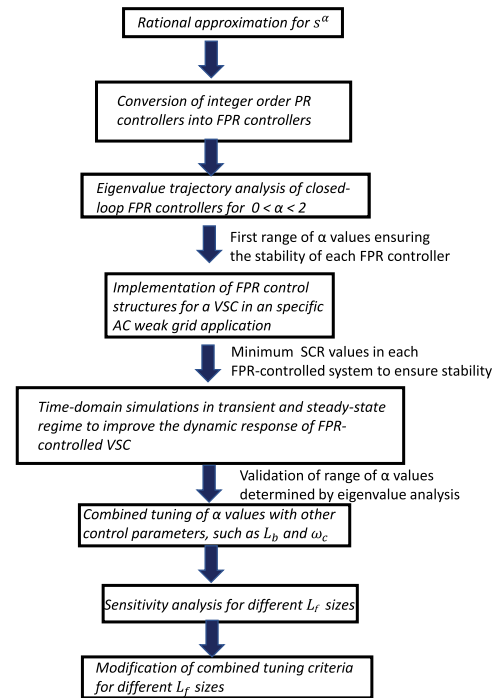 Rational approximation for s^α
Conversion of integer order PR
controllers into FPR controllers
Eigenvalue trajectory analysis of closed-
loop FPR controllers for 0 < α < 2
First range of α values ensuring
the stability of each FPR controller
Implementation of FPR control
structures for a VSC in an specific
AC weak grid application
Minimum SCR values in each
FPR-controlled system to ensure stability
Time-domain simulations in transient and steady-state
regime to improve the dynamic response of FPR-
controlled VSC
Validation of range of α values
determined by eigenvalue analysis
Combined tuning of α values with other
control parameters, such as L_b and ω_c
Sensitivity analysis for different L_f sizes
Modification of combined tuning criteria
for different L_f sizes